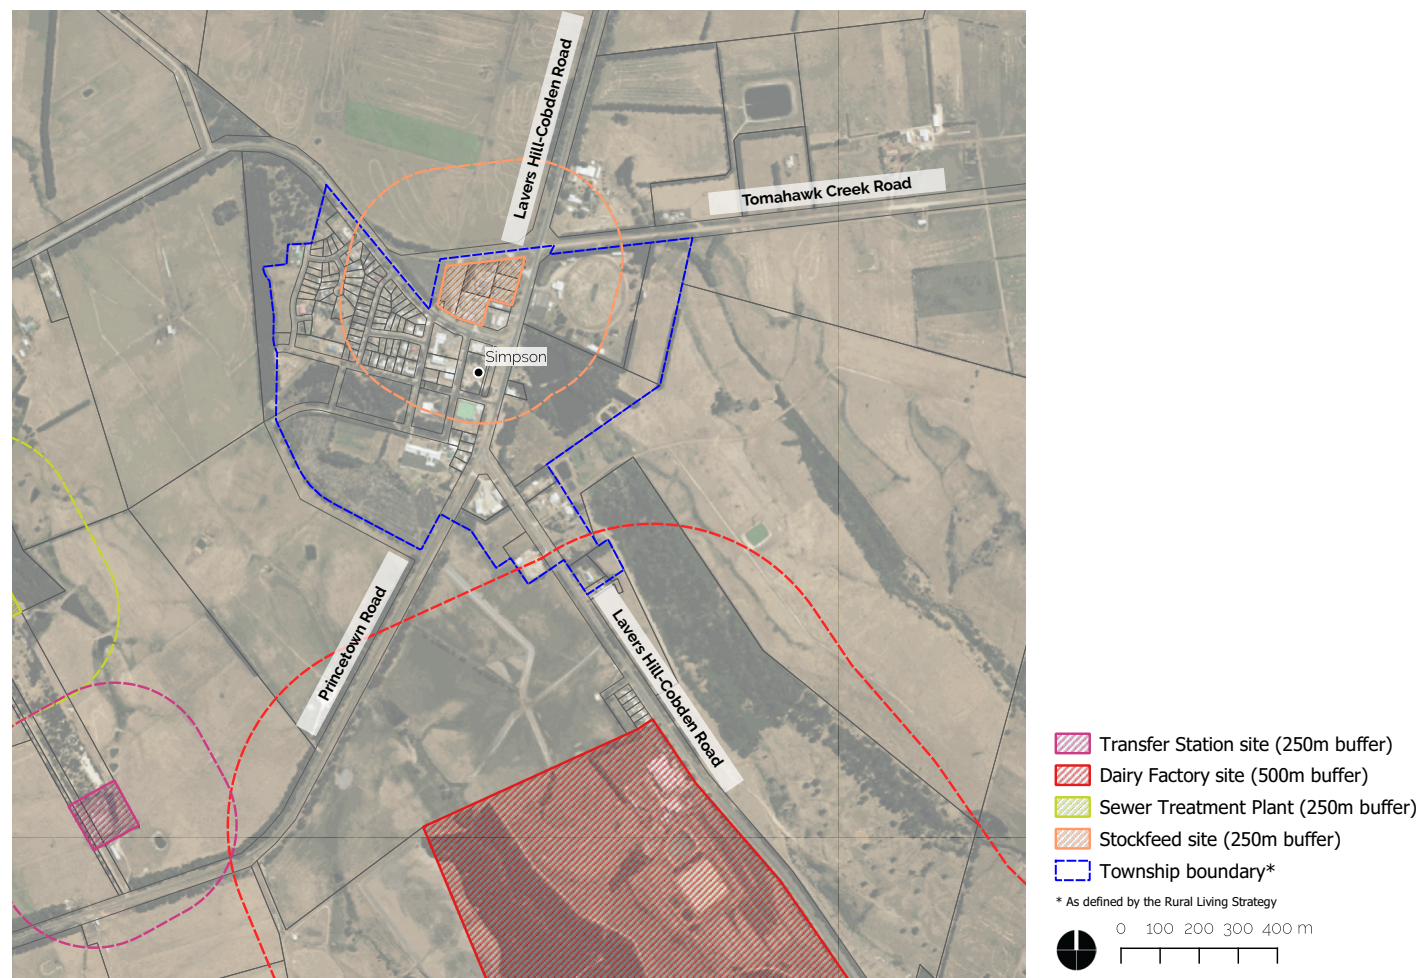 Lavers Hill-Cobden Road
Tomahawk Creek Road
Simpson
Princetown Road
Lavers Hill-Cobden Road
Transfer Station site (250m buffer)
Dairy Factory site (500m buffer)
Sewer Treatment Plant (250m buffer)
Stockfeed site (250m buffer)
Township boundary*
* As defined by the Rural Living Strategy
0 100 200 300 400 m